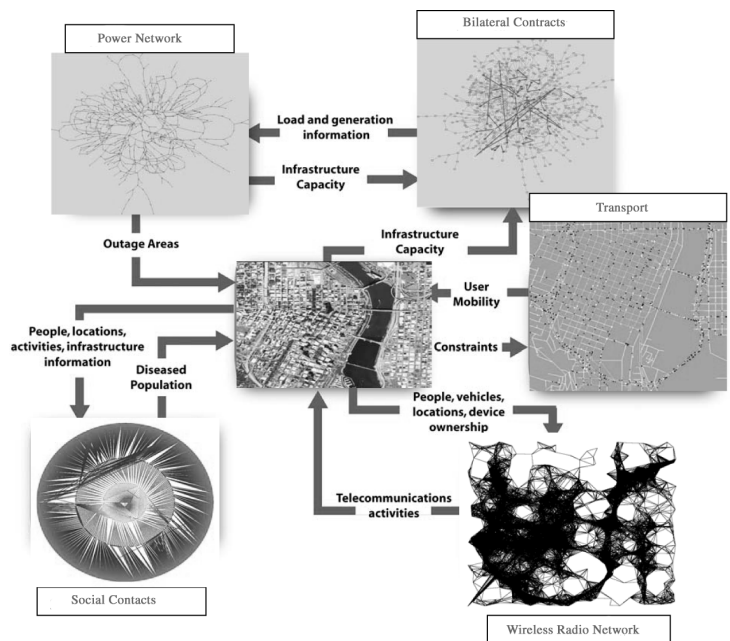 Power Network
Bilateral Contracts
Load and generation
information
Infrastructure
Capacity
Transport
Outage Areas
Infrastructure
Capacity
User
Mobility
People, locations,
activities, infrastructure
information
Diseased
Population
Constraints
People, vehicles,
locations, device
ownership
Telecommunications
activities
Social Contacts
Wireless Radio Network